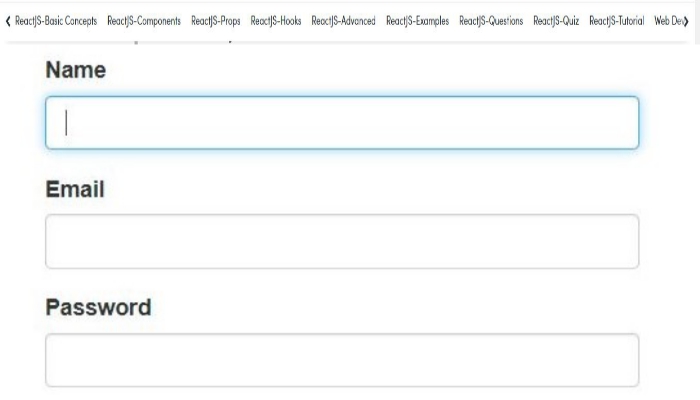 ReactJS-Basic Concepts ReactJS-Components ReactJS-Props ReactJS-Hooks ReactJS-Advanced ReactJS-Examples ReactJS-Questions ReactJS-Quiz ReactJS-Tutorial Web Dev
Name
Email
Password